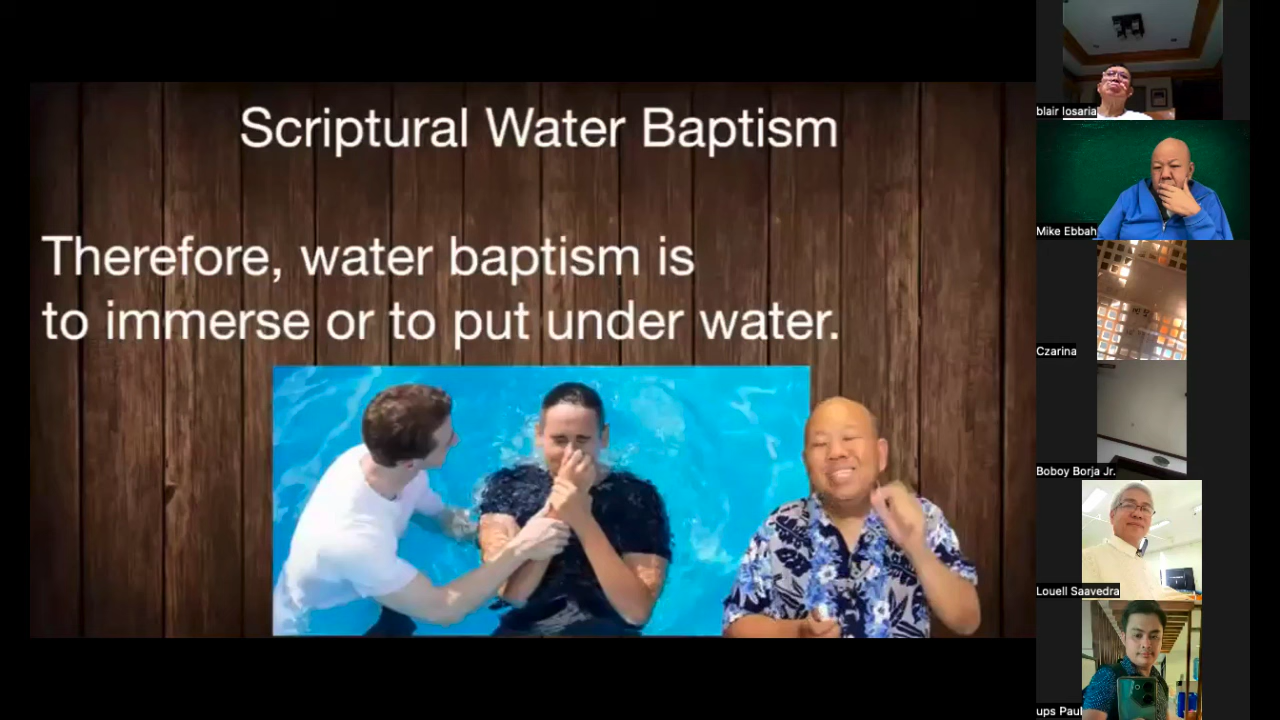 Scriptural Water Baptism
Therefore, water baptism is
to immerse or to put under water.
blair Iosaria
Mike Ebbah
Czarina
Boboy Borja Jr.
Louell Saavedra
ups Paul